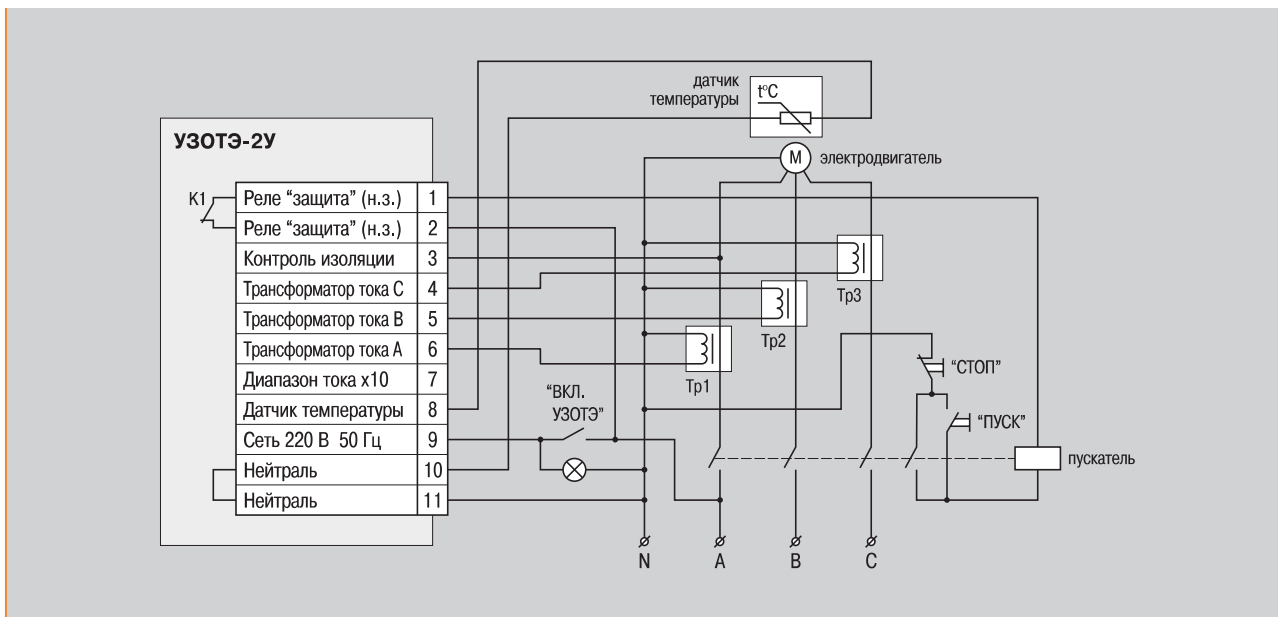 датчик
температуры
t°C
УЗОТЭ-2У
М
электродвигатель
К1
Реле “защита” (н.з.) 1
Реле “защита” (н.з.) 2
Контроль изоляции 3
Трансформатор тока С 4
Трансформатор тока В 5
Трансформатор тока А 6
Диапазон тока х10 7
Датчик температуры 8
Сеть 220 В 50 Гц 9
Нейтраль 10
Нейтраль 11
Тр3
Тр2
Тр1
“ВКЛ.
УЗОТЭ”
“СТОП”
“ПУСК”
пускатель
N A B C